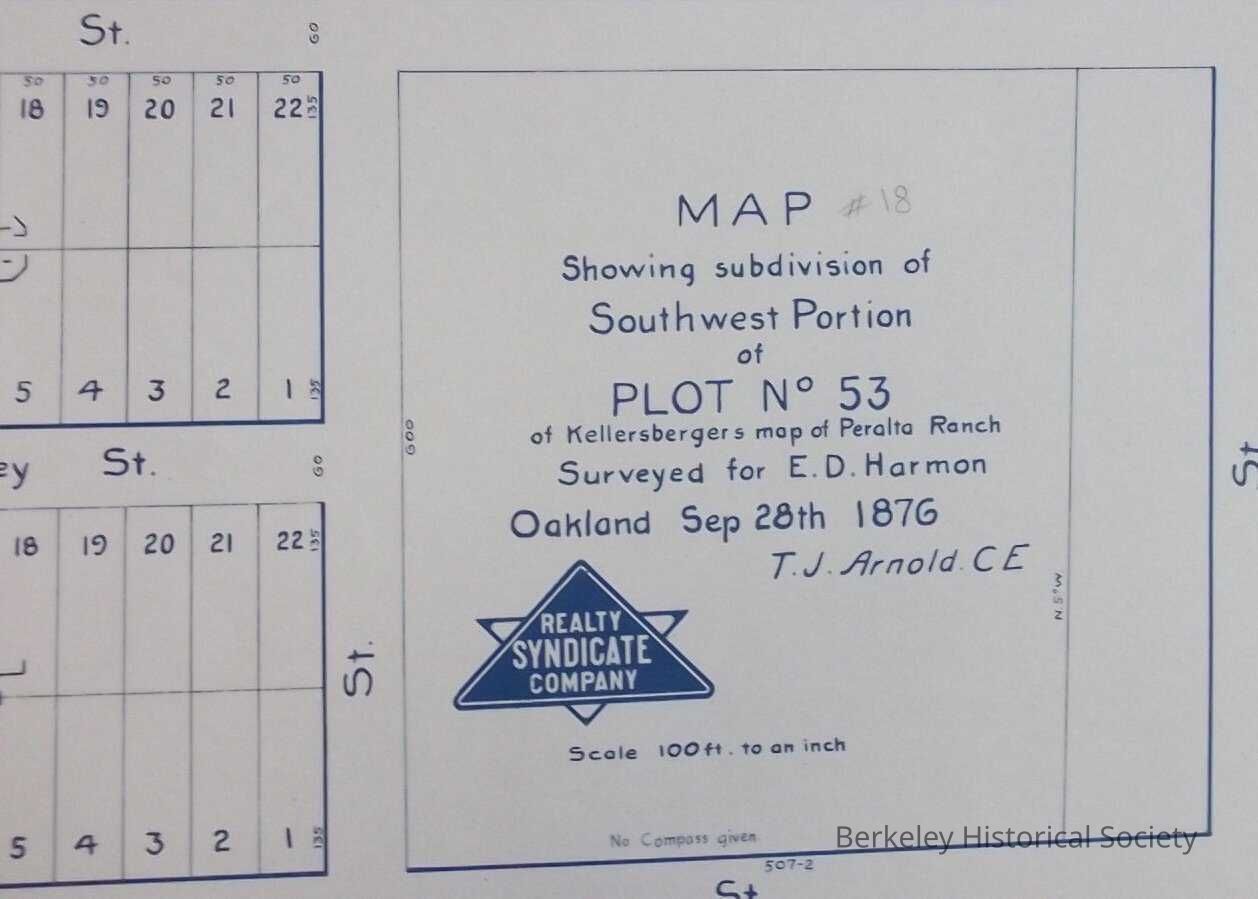 St. 60
50 50 50 50 50
18 19 20 21 22 135
5 4 3 2 1 135
ey St. 60
18 19 20 21 22 135
5 4 3 2 1 135
St.
600
MAP #18
Showing subdivision of
Southwest Portion
of
PLOT Nº 53
of Kellersbergers map of Peralta Ranch
Surveyed for E.D. Harmon
Oakland Sep 28th 1876
T.J. Arnold. CE
N 5° W
REALTY
SYNDICATE
COMPANY
Scale 100 ft. to an inch
No Compass given
507-2
St
St
Berkeley Historical Society